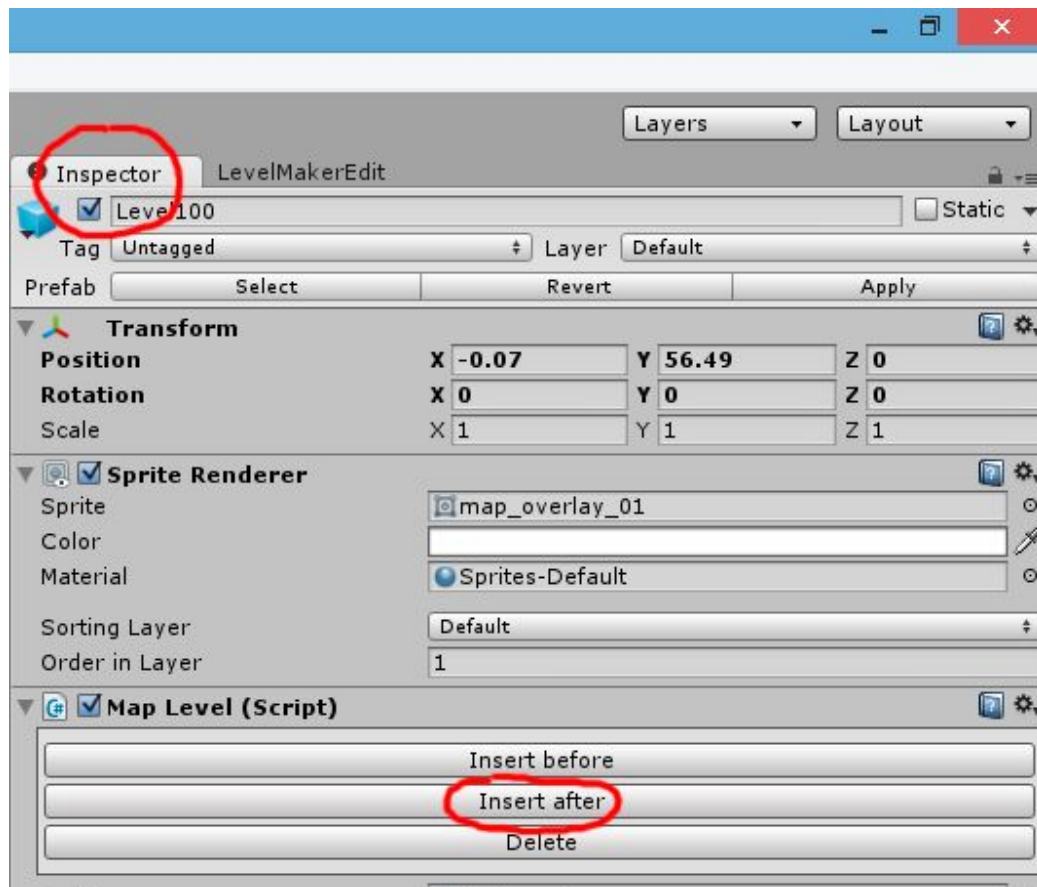 Layers Layout
Inspector LevelMakerEdit
Level100 Static
Tag Untagged Layer Default
Prefab Select Revert Apply
Transform
Position X -0.07 Y 56.49 Z 0
Rotation X 0 Y 0 Z 0
Scale X 1 Y 1 Z 1
Sprite Renderer
Sprite map_overlay_01
Color
Material Sprites-Default
Sorting Layer Default
Order in Layer 1
C# Map Level (Script)
Insert before
Insert after
Delete